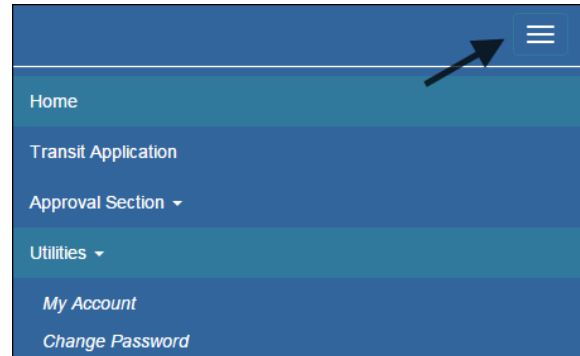 Home
Transit Application
Approval Section
Utilities
My Account
Change Password